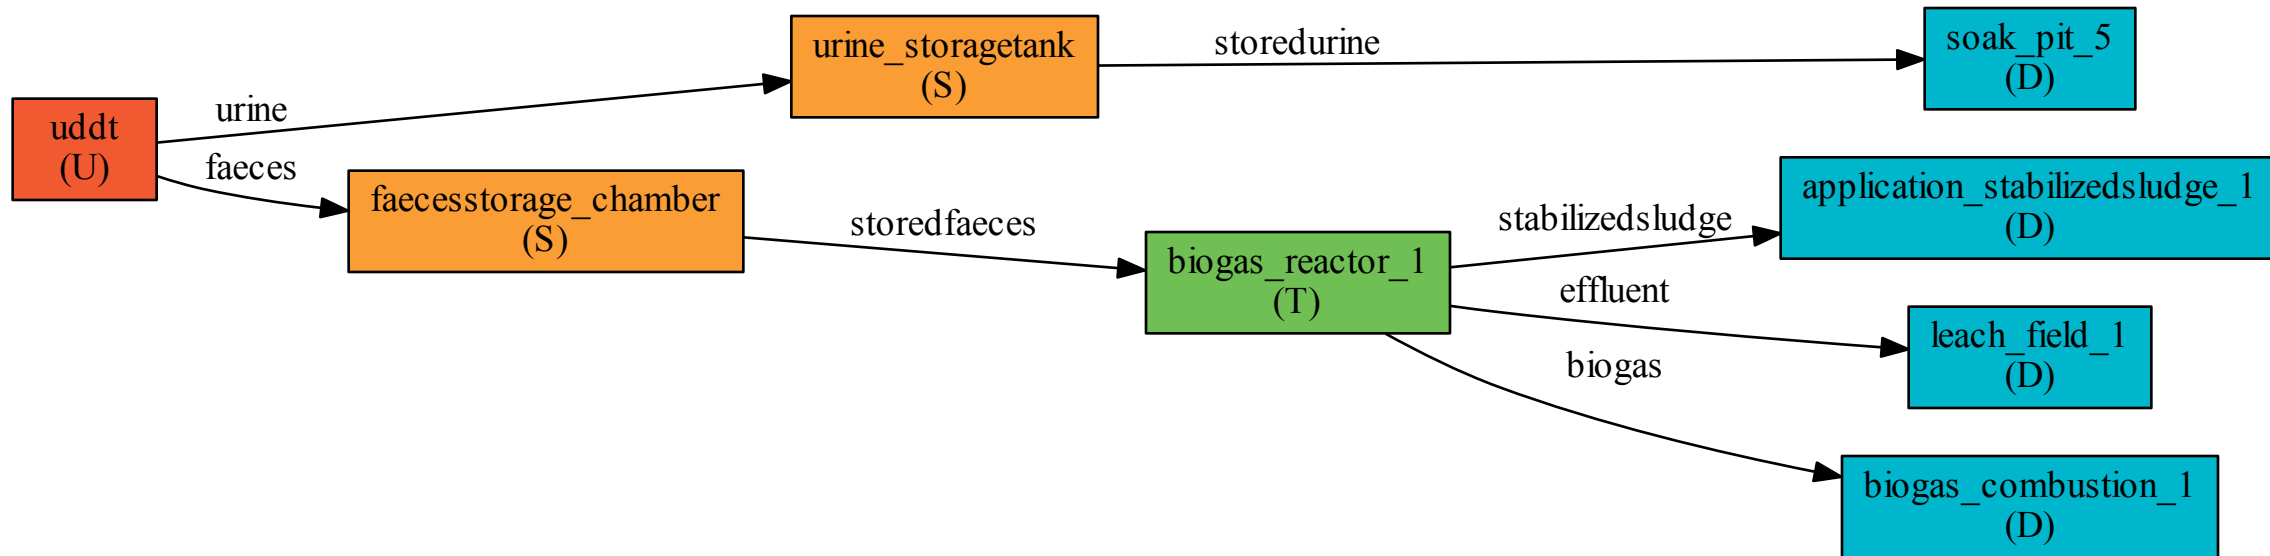 uddt
(U)
urine
faeces
urine_storagetank
(S)
faecesstorage_chamber
(S)
storedurine
storedfaeces
biogas_reactor_1
(T)
stabilizedsludge
effluent
biogas
soak_pit_5
(D)
application_stabilizedsludge_1
(D)
leach_field_1
(D)
biogas_combustion_1
(D)